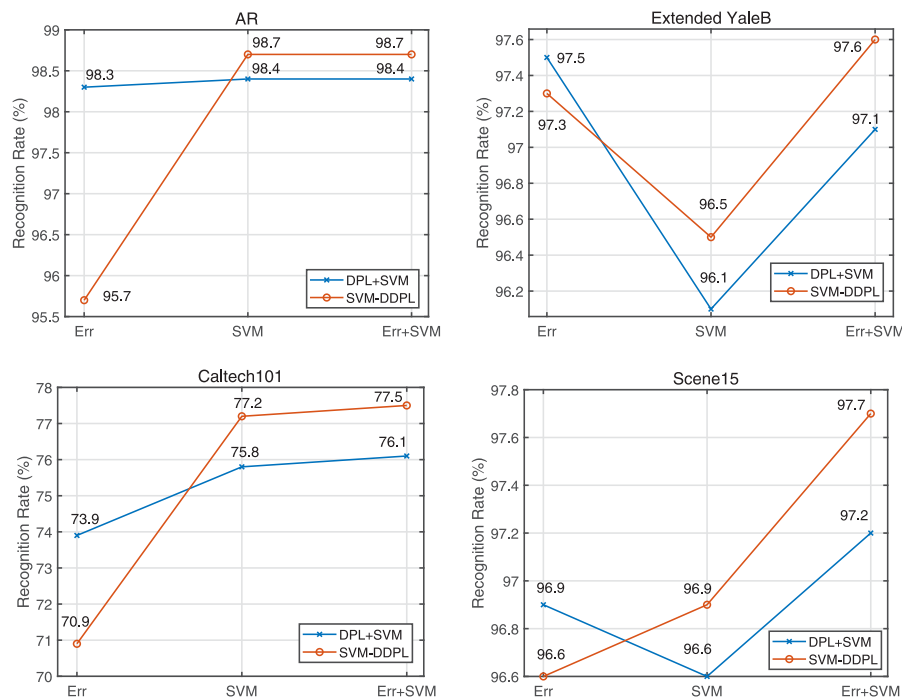 AR
99
98.5
98
97.5
97
96.5
96
95.5
Recognition Rate (%)
98.3
98.7
98.4
98.7
98.4
95.7
DPL+SVM
SVM-DDPL
Err
SVM
Err+SVM
Extended YaleB
97.6
97.4
97.2
97
96.8
96.6
96.4
96.2
Recognition Rate (%)
97.5
97.3
96.5
96.1
97.6
97.1
DPL+SVM
SVM-DDPL
Err
SVM
Err+SVM
Caltech101
78
77
76
75
74
73
72
71
70
Recognition Rate (%)
73.9
70.9
77.2
75.8
77.5
76.1
DPL+SVM
SVM-DDPL
Err
SVM
Err+SVM
Scene15
97.8
97.6
97.4
97.2
97
96.8
96.6
Recognition Rate (%)
96.9
96.6
96.9
96.6
97.7
97.2
DPL+SVM
SVM-DDPL
Err
SVM
Err+SVM